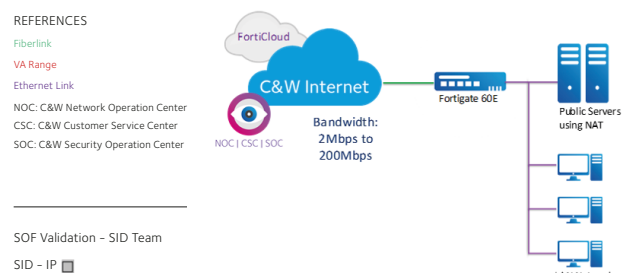 REFERENCES
Fiberlink
VA Range
Ethernet Link
NOC: C&W Network Operation Center
CSC: C&W Customer Service Center
SOC: C&W Security Operation Center
SOF Validation – SID Team
SID – IP
FortiCloud
C&W Internet
NOC | CSC | SOC
Bandwidth:
2Mbps to
200Mbps
Fortigate 60E
Public Servers
using NAT